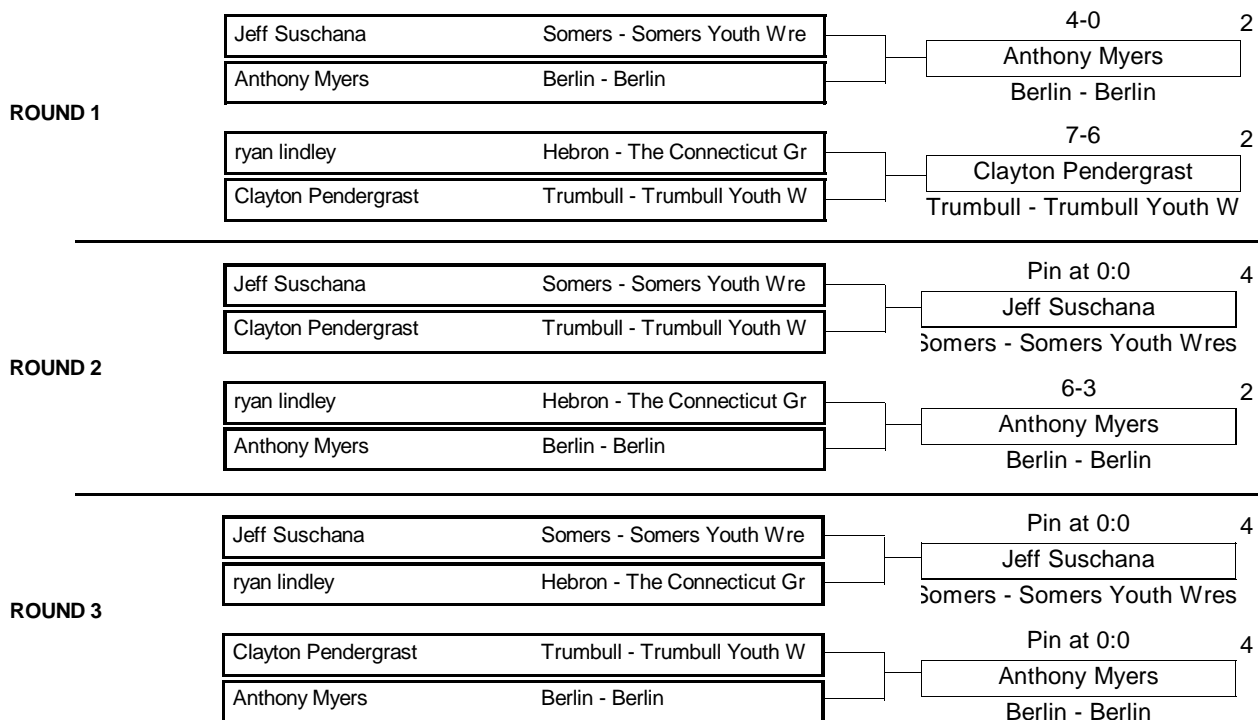 4-0 2
Jeff Suschana Somers - Somers Youth Wre
Anthony Myers
Anthony Myers Berlin - Berlin
Berlin - Berlin
ROUND 1
7-6 2
ryan lindley Hebron - The Connecticut Gr
Clayton Pendergrast
Clayton Pendergrast Trumbull - Trumbull Youth W
Trumbull - Trumbull Youth W
Pin at 0:0 4
Jeff Suschana Somers - Somers Youth Wre
Jeff Suschana
Clayton Pendergrast Trumbull - Trumbull Youth W
Somers - Somers Youth Wres
ROUND 2
6-3 2
ryan lindley Hebron - The Connecticut Gr
Anthony Myers
Anthony Myers Berlin - Berlin
Berlin - Berlin
Pin at 0:0 4
Jeff Suschana Somers - Somers Youth Wre
Jeff Suschana
ryan lindley Hebron - The Connecticut Gr
Somers - Somers Youth Wres
ROUND 3
Pin at 0:0 4
Clayton Pendergrast Trumbull - Trumbull Youth W
Anthony Myers
Anthony Myers Berlin - Berlin
Berlin - Berlin